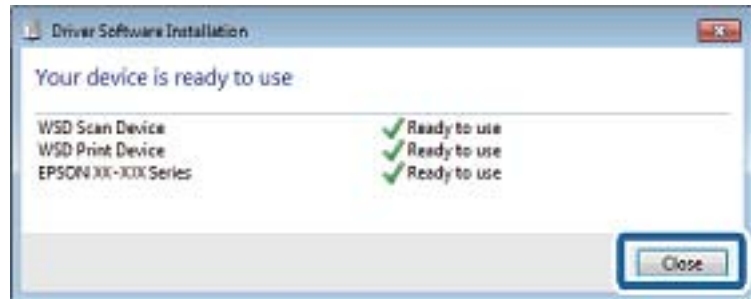 Driver Software Installation
Your device is ready to use
WSD Scan Device Ready to use
WSD Print Device Ready to use
EPSON XX-XXX Series Ready to use
Close